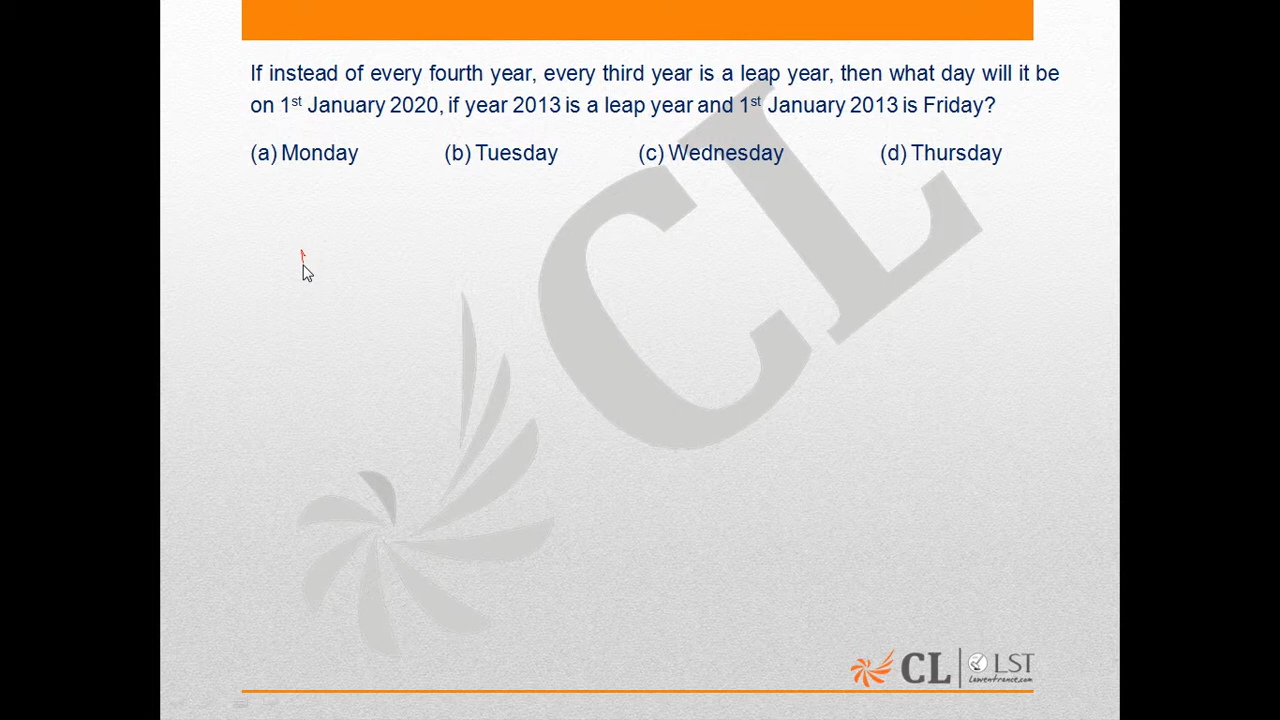 If instead of every fourth year, every third year is a leap year, then what day will it be
on 1st January 2020, if year 2013 is a leap year and 1st January 2013 is Friday?
(a) Monday (b) Tuesday (c) Wednesday (d) Thursday
CL
CL LST
Lawentrance.com